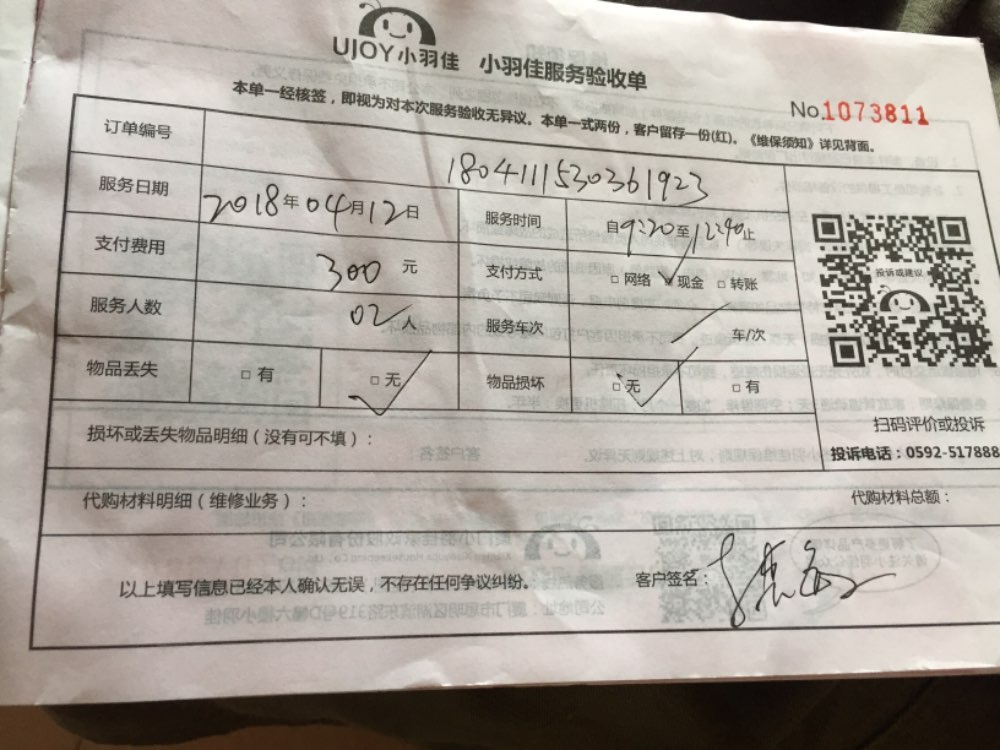 UJOY小羽佳 小羽佳服务验收单
No.1073811
本单一经核签，即视为对本次服务验收无异议。本单一式两份，客户留存一份(红)。《维保须知》详见背面。
订单编号 180411153036 1923
服务日期 2018年04月12日 服务时间 自9:20至12:40止
支付费用 300元 支付方式 □网络 ✓现金 □转账
服务人数 02人 服务车次 车/次
物品丢失 □有 □无 ✓ 物品损坏 □无 ✓ □有
投诉或建议
扫码评价或投诉
投诉电话：0592-517888
损坏或丢失物品明细（没有可不填）：
代购材料明细（维修业务）： 代购材料总额：
以上填写信息已经本人确认无误，不存在任何争议纠纷。 客户签名：